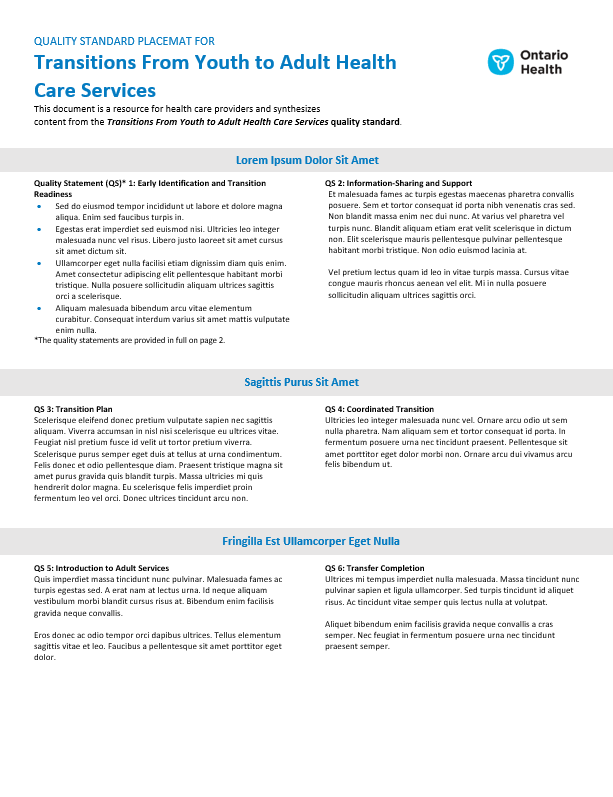 QUALITY STANDARD PLACEMAT FOR
Transitions From Youth to Adult Health
Care Services
This document is a resource for health care providers and synthesizes
content from the Transitions From Youth to Adult Health Care Services quality standard.
Ontario
Health
Lorem Ipsum Dolor Sit Amet
Quality Statement (QS)* 1: Early Identification and Transition
Readiness
• Sed do eiusmod tempor incididunt ut labore et dolore magna
aliqua. Enim sed faucibus turpis in.
• Egestas erat imperdiet sed euismod nisi. Ultricies leo integer
malesuada nunc vel risus. Libero justo laoreet sit amet cursus
sit amet dictum sit.
• Ullamcorper eget nulla facilisi etiam dignissim diam quis enim.
Amet consectetur adipiscing elit pellentesque habitant morbi
tristique. Nulla posuere sollicitudin aliquam ultrices sagittis
orci a scelerisque.
• Aliquam malesuada bibendum arcu vitae elementum
curabitur. Consequat interdum varius sit amet mattis vulputate
enim nulla.
*The quality statements are provided in full on page 2.
QS 2: Information-Sharing and Support
Et malesuada fames ac turpis egestas maecenas pharetra convallis
posuere. Sem et tortor consequat id porta nibh venenatis cras sed.
Non blandit massa enim nec dui nunc. At varius vel pharetra vel
turpis nunc. Blandit aliquam etiam erat velit scelerisque in dictum
non. Elit scelerisque mauris pellentesque pulvinar pellentesque
habitant morbi tristique. Non odio euismod lacinia at.
Vel pretium lectus quam id leo in vitae turpis massa. Cursus vitae
congue mauris rhoncus aenean vel elit. Mi in nulla posuere
sollicitudin aliquam ultrices sagittis orci.
Sagittis Purus Sit Amet
QS 3: Transition Plan
Scelerisque eleifend donec pretium vulputate sapien nec sagittis
aliquam. Viverra accumsan in nisl nisi scelerisque eu ultrices vitae.
Feugiat nisl pretium fusce id velit ut tortor pretium viverra.
Scelerisque purus semper eget duis at tellus at urna condimentum.
Felis donec et odio pellentesque diam. Praesent tristique magna sit
amet purus gravida quis blandit turpis. Massa ultricies mi quis
hendrerit dolor magna. Eu scelerisque felis imperdiet proin
fermentum leo vel orci. Donec ultrices tincidunt arcu non.
QS 4: Coordinated Transition
Ultricies leo integer malesuada nunc vel. Ornare arcu odio ut sem
nulla pharetra. Nam aliquam sem et tortor consequat id porta. In
fermentum posuere urna nec tincidunt praesent. Pellentesque sit
amet porttitor eget dolor morbi non. Ornare arcu dui vivamus arcu
felis bibendum ut.
Fringilla Est Ullamcorper Eget Nulla
QS 5: Introduction to Adult Services
Quis imperdiet massa tincidunt nunc pulvinar. Malesuada fames ac
turpis egestas sed. A erat nam at lectus urna. Id neque aliquam
vestibulum morbi blandit cursus risus at. Bibendum enim facilisis
gravida neque convallis.
Eros donec ac odio tempor orci dapibus ultrices. Tellus elementum
sagittis vitae et leo. Faucibus a pellentesque sit amet porttitor eget
dolor.
QS 6: Transfer Completion
Ultrices mi tempus imperdiet nulla malesuada. Massa tincidunt nunc
pulvinar sapien et ligula ullamcorper. Sed turpis tincidunt id aliquet
risus. Ac tincidunt vitae semper quis lectus nulla at volutpat.
Aliquet bibendum enim facilisis gravida neque convallis a cras
semper. Nec feugiat in fermentum posuere urna nec tincidunt
praesent semper.